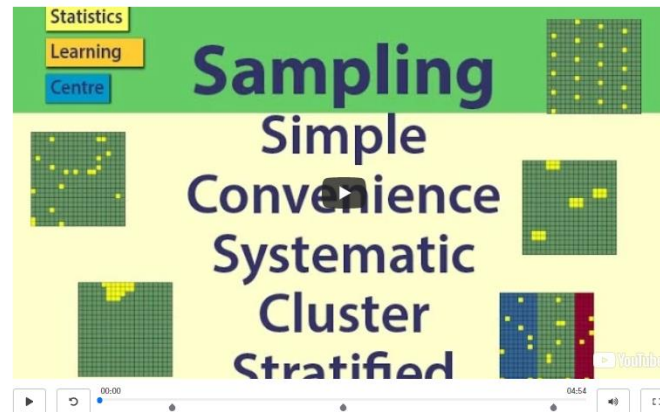 Statistics
Learning
Centre
Sampling
Simple
Convenience
Systematic
Cluster
Stratified
YouTube
00:00
04:54